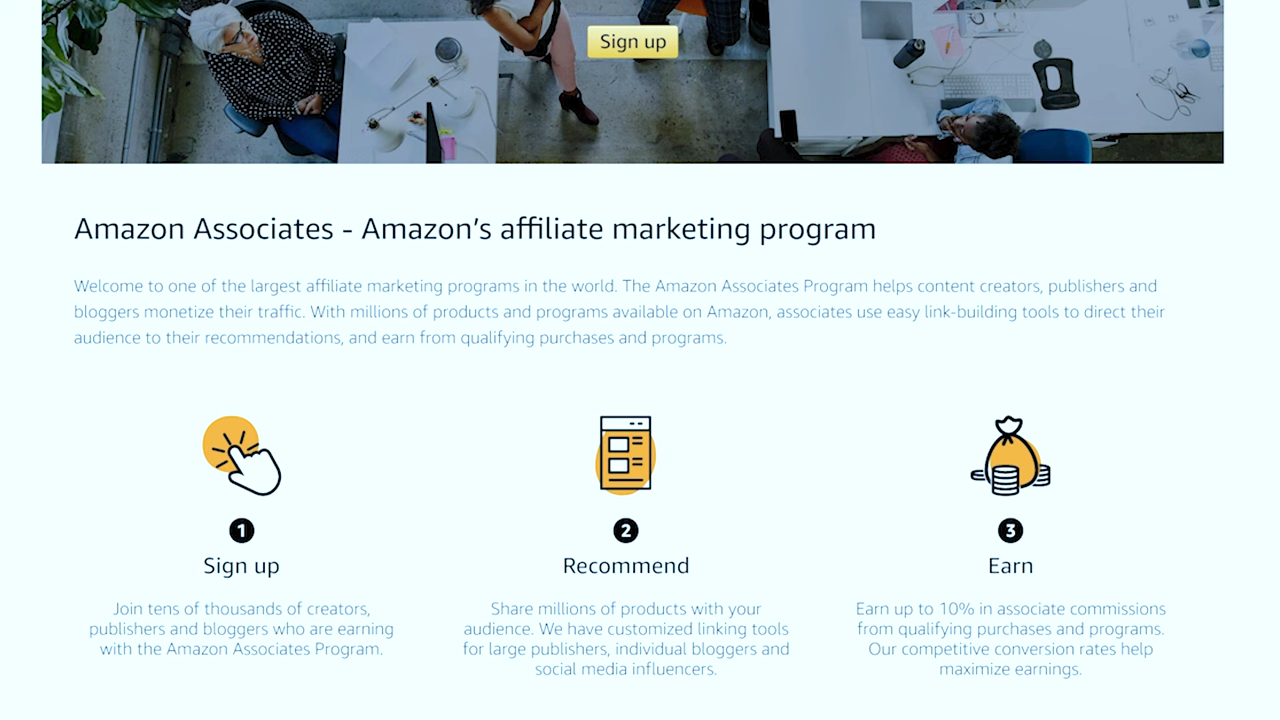 Sign up
Amazon Associates - Amazon's affiliate marketing program
Welcome to one of the largest affiliate marketing programs in the world. The Amazon Associates Program helps content creators, publishers and
bloggers monetize their traffic. With millions of products and programs available on Amazon, associates use easy link-building tools to direct their
audience to their recommendations, and earn from qualifying purchases and programs.
1
Sign up
Join tens of thousands of creators,
publishers and bloggers who are earning
with the Amazon Associates Program.
2
Recommend
Share millions of products with your
audience. We have customized linking tools
for large publishers, individual bloggers and
social media influencers.
3
Earn
Earn up to 10% in associate commissions
from qualifying purchases and programs.
Our competitive conversion rates help
maximize earnings.